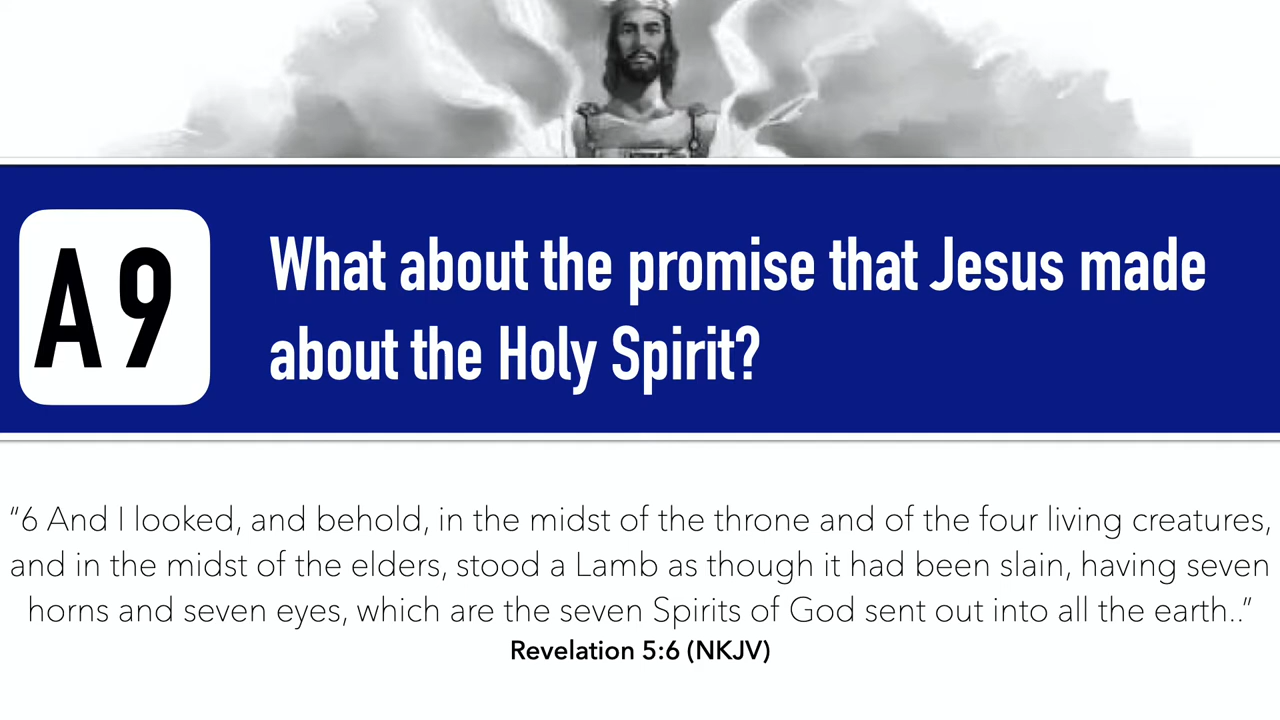 A9
What about the promise that Jesus made
about the Holy Spirit?
“6 And I looked, and behold, in the midst of the throne and of the four living creatures,
and in the midst of the elders, stood a Lamb as though it had been slain, having seven
horns and seven eyes, which are the seven Spirits of God sent out into all the earth..”
Revelation 5:6 (NKJV)